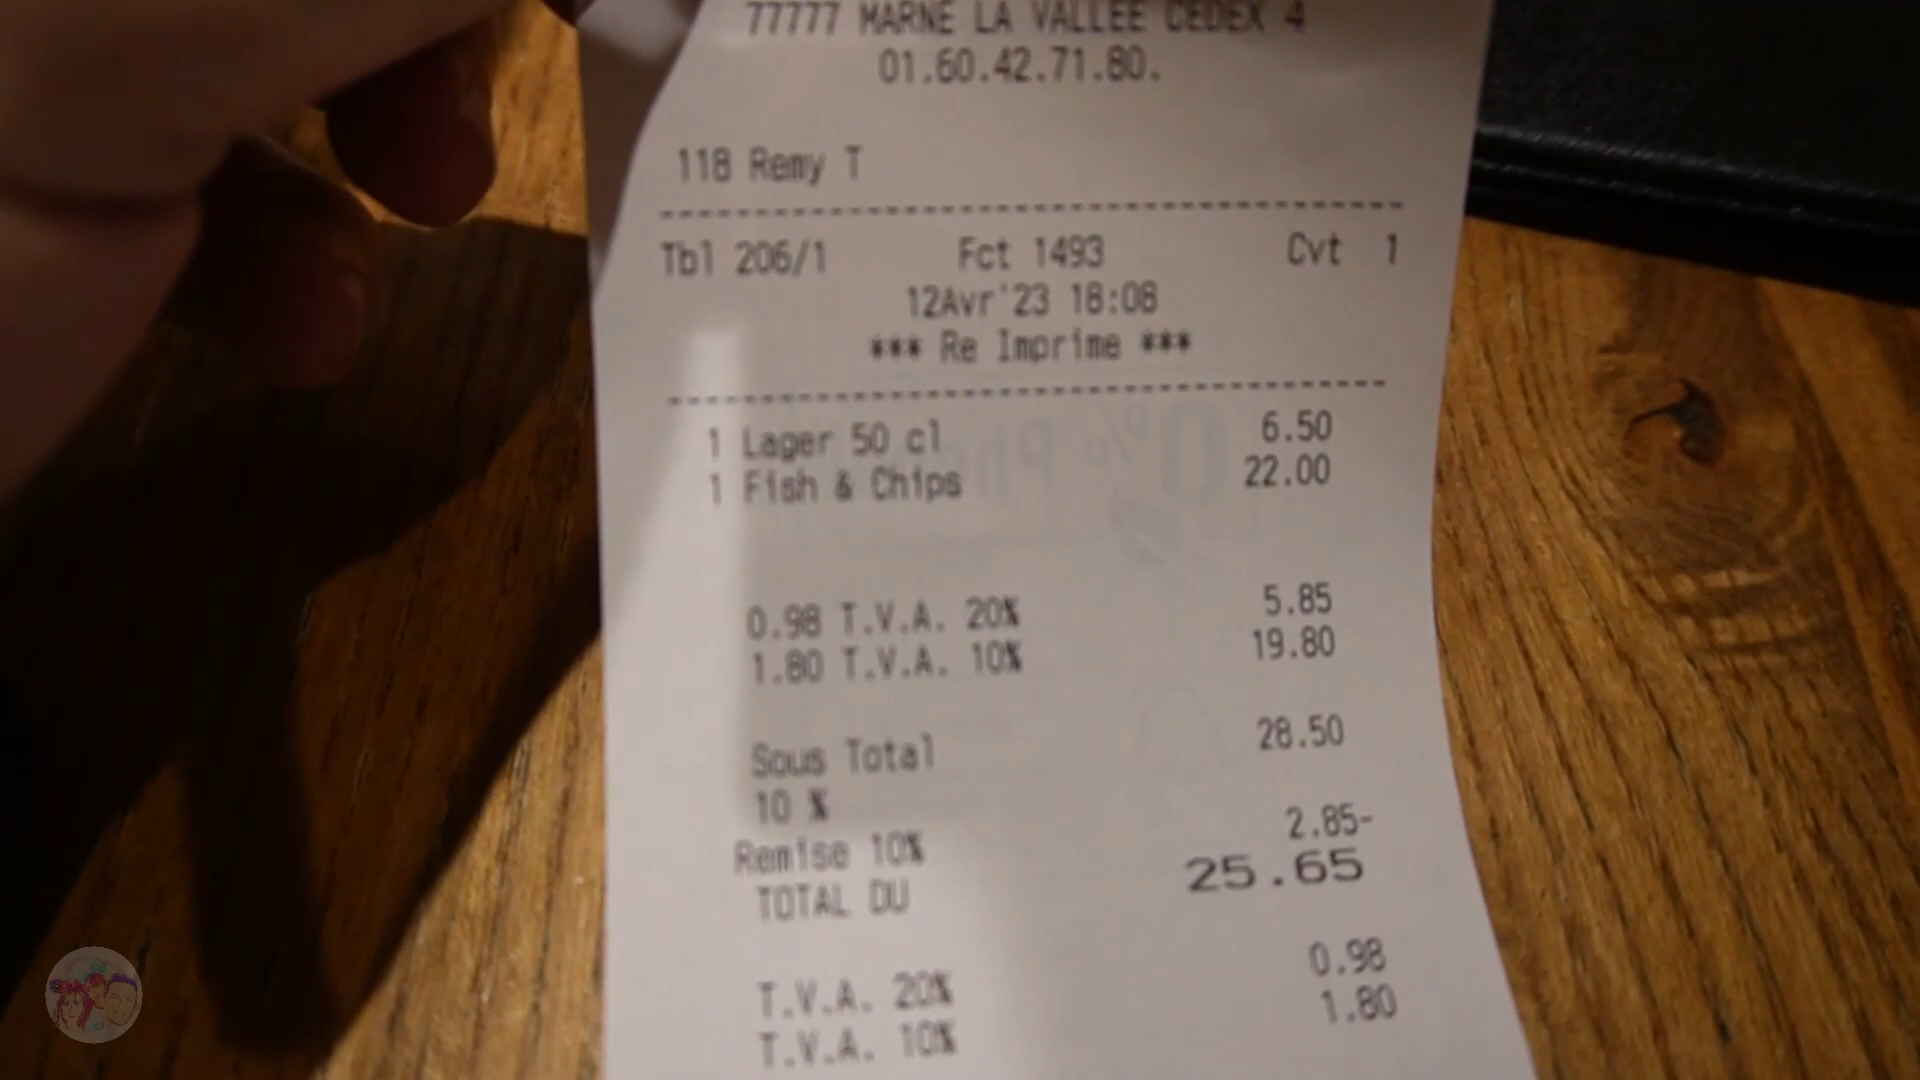 77777 MARNE LA VALLEE CEDEX 4
01.60.42.71.80.
118 Remy T
Tbl 206/1 Fct 1493 Cvt 1
12Avr'23 18:08
*** Re Imprime ***
1 Lager 50 cl 6.50
1 Fish & Chips 22.00
0.98 T.V.A. 20% 5.85
1.80 T.V.A. 10% 19.80
Sous Total 28.50
10 %
Remise 10% 2.85-
TOTAL DU 25.65
T.V.A. 20% 0.98
T.V.A. 10% 1.80